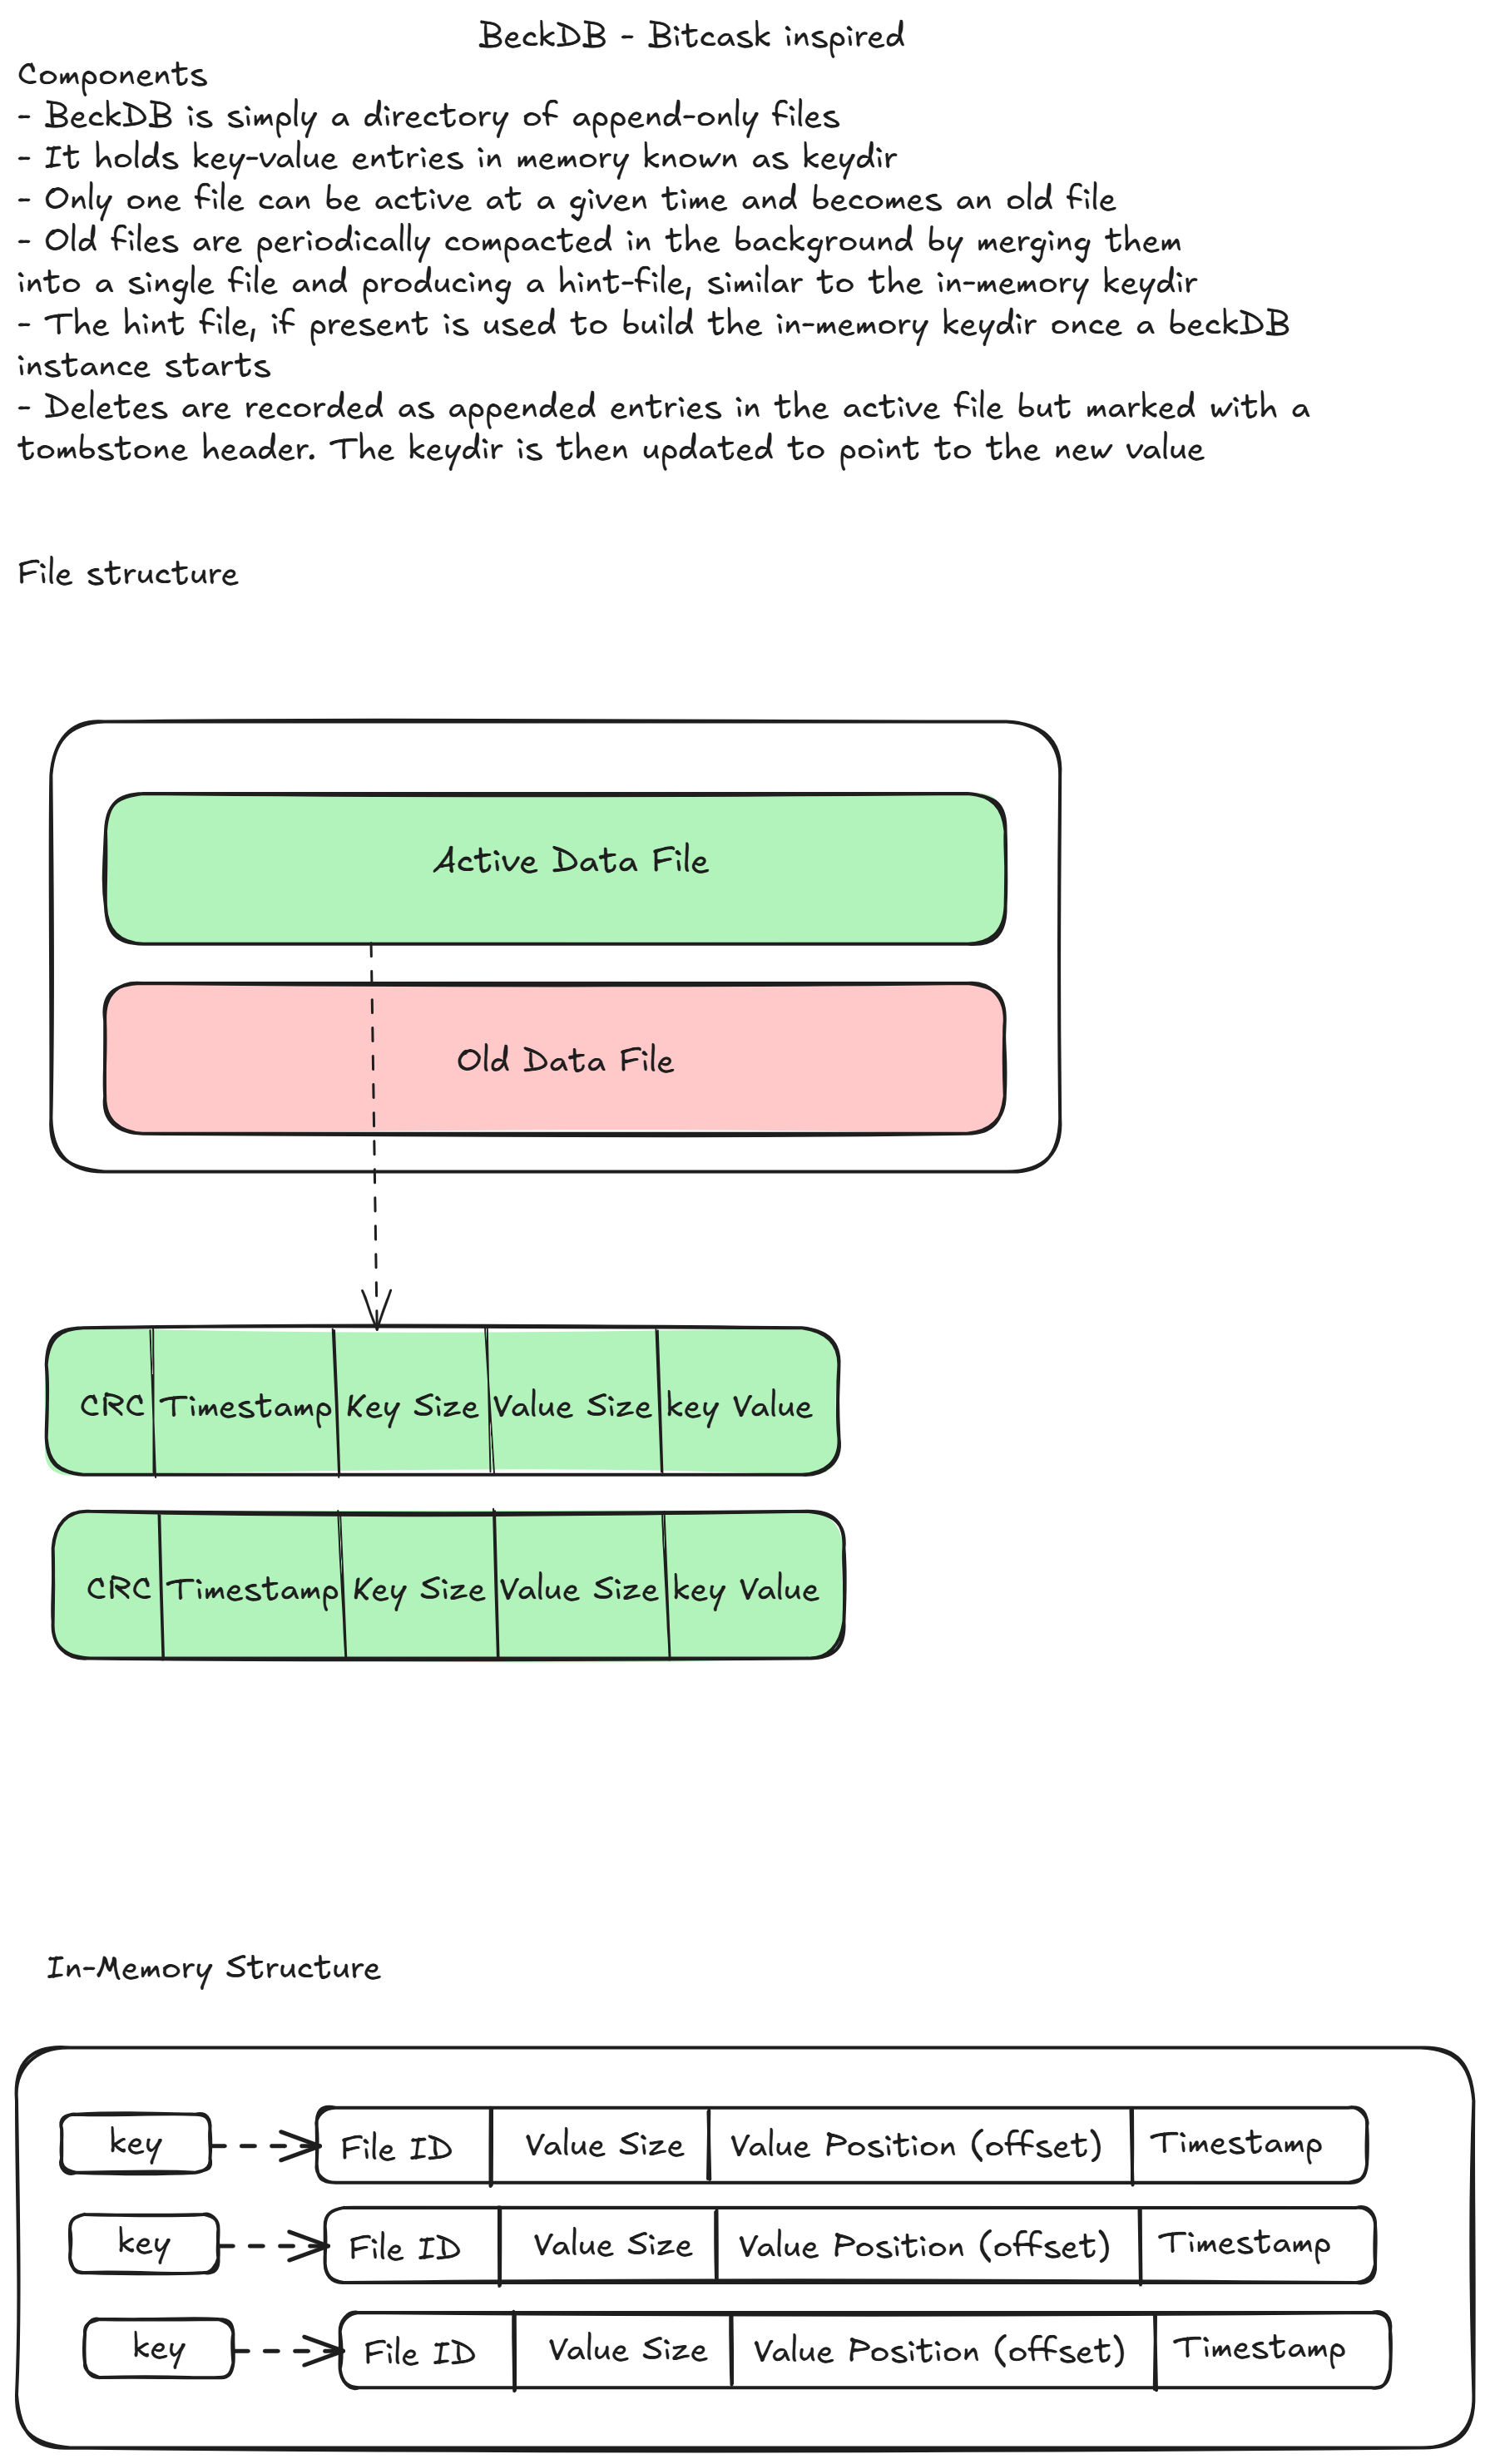 BeckDB - Bitcask inspired
Components
- BeckDB is simply a directory of append-only files
- It holds key-value entries in memory known as keydir
- Only one file can be active at a given time and becomes an old file
- Old files are periodically compacted in the background by merging them
into a single file and producing a hint-file, similar to the in-memory keydir
- The hint file, if present is used to build the in-memory keydir once a beckDB
instance starts
- Deletes are recorded as appended entries in the active file but marked with a
tombstone header. The keydir is then updated to point to the new value
File structure
Active Data File
Old Data File
CRC Timestamp Key Size Value Size key Value
CRC Timestamp Key Size Value Size key Value
In-Memory Structure
key File ID Value Size Value Position (offset) Timestamp
key File ID Value Size Value Position (offset) Timestamp
key File ID Value Size Value Position (offset) Timestamp